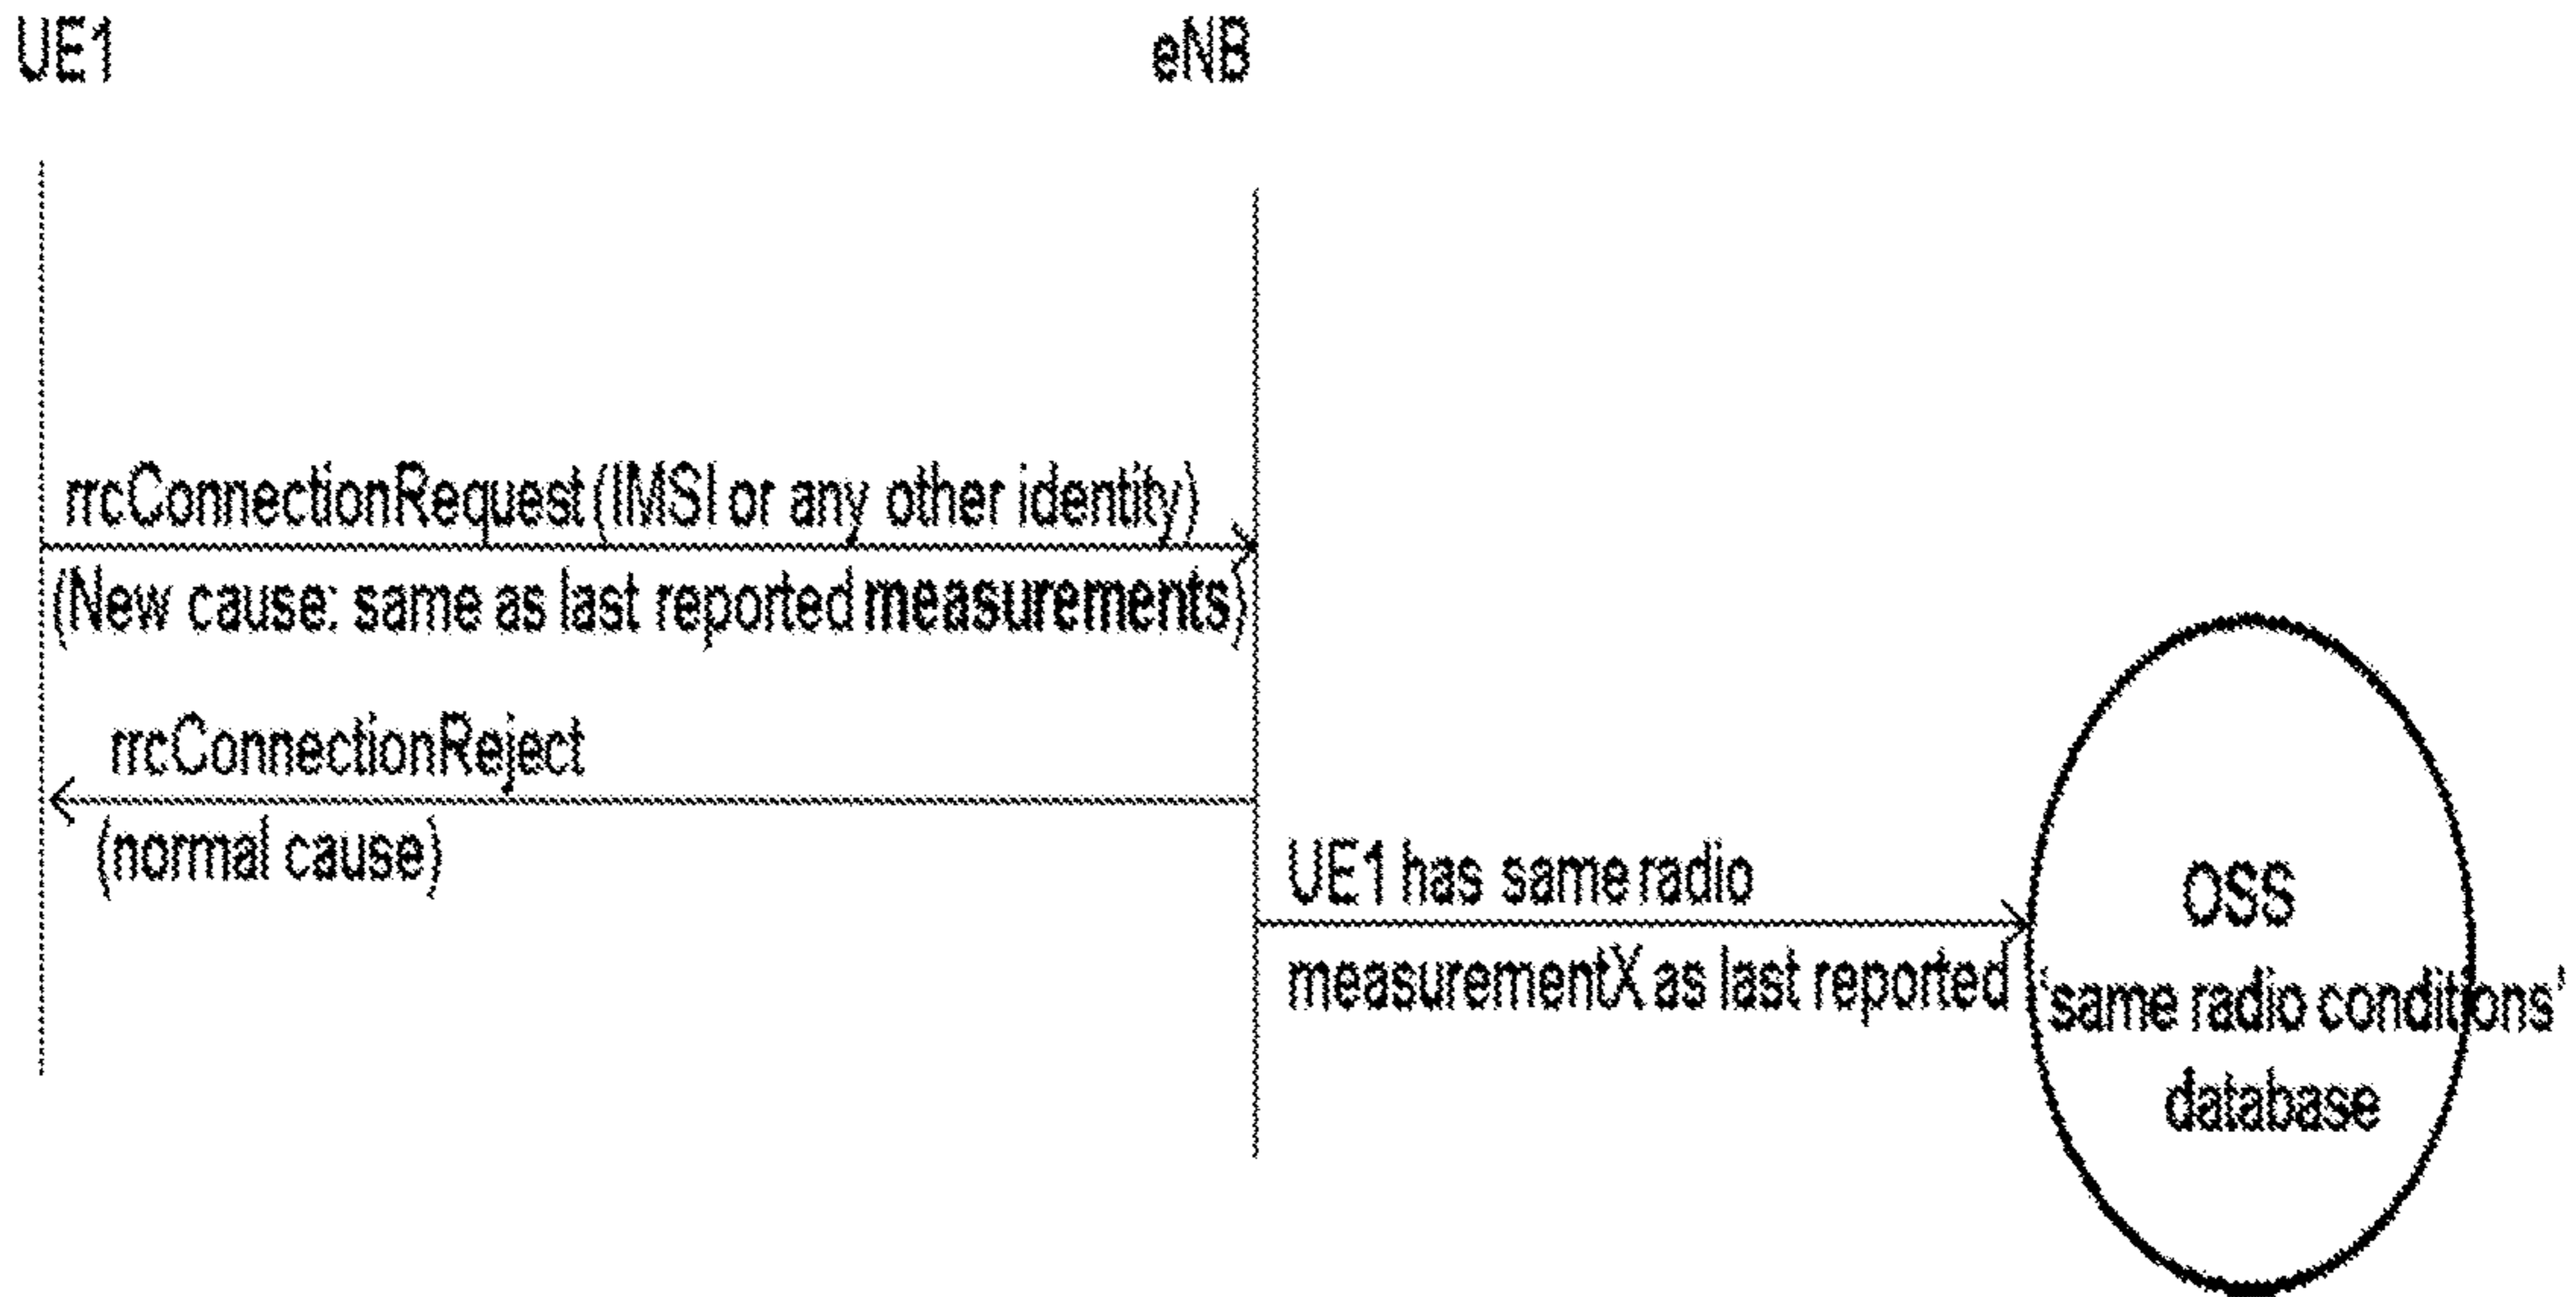 UE1
eNB
rrcConnectionRequest (IMSI or any other identity)
(New cause: same as last reported measurements)
rrcConnectionReject
(normal cause)
UE1 has same radio
measurementX as last reported
OSS
'same radio conditions'
database